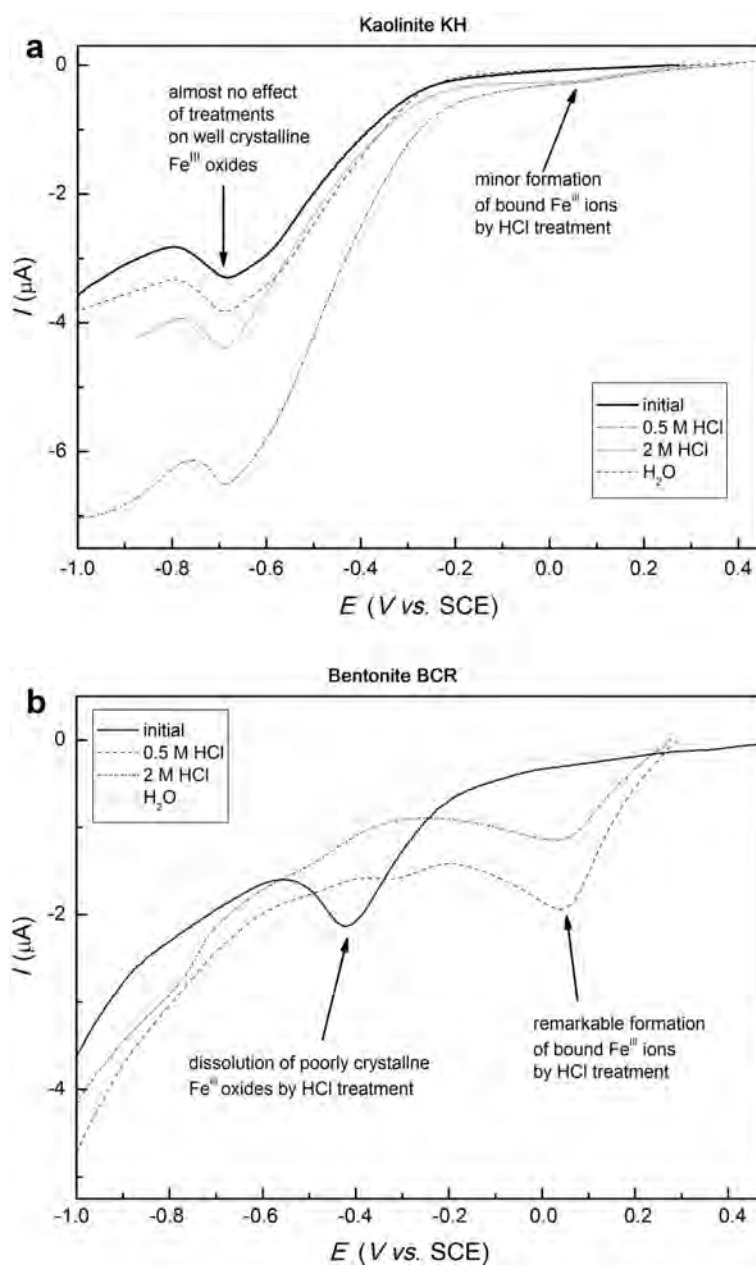 Kaolinite KH
a
0
-2
-4
-6
I (μA)
almost no effect
of treatments
on well crystalline
Fe^III oxides
minor formation
of bound Fe^III ions
by HCl treatment
initial
0.5 M HCl
2 M HCl
H₂O
-1.0 -0.8 -0.6 -0.4 -0.2 0.0 0.2 0.4
E (V vs. SCE)
Bentonite BCR
b
initial
0.5 M HCl
2 M HCl
H₂O
0
-2
-4
I (μA)
dissolution of poorly crystallne
Fe^III oxides by HCl treatment
remarkable formation
of bound Fe^III ions
by HCl treatment
-1.0 -0.8 -0.6 -0.4 -0.2 0.0 0.2 0.4
E (V vs. SCE)